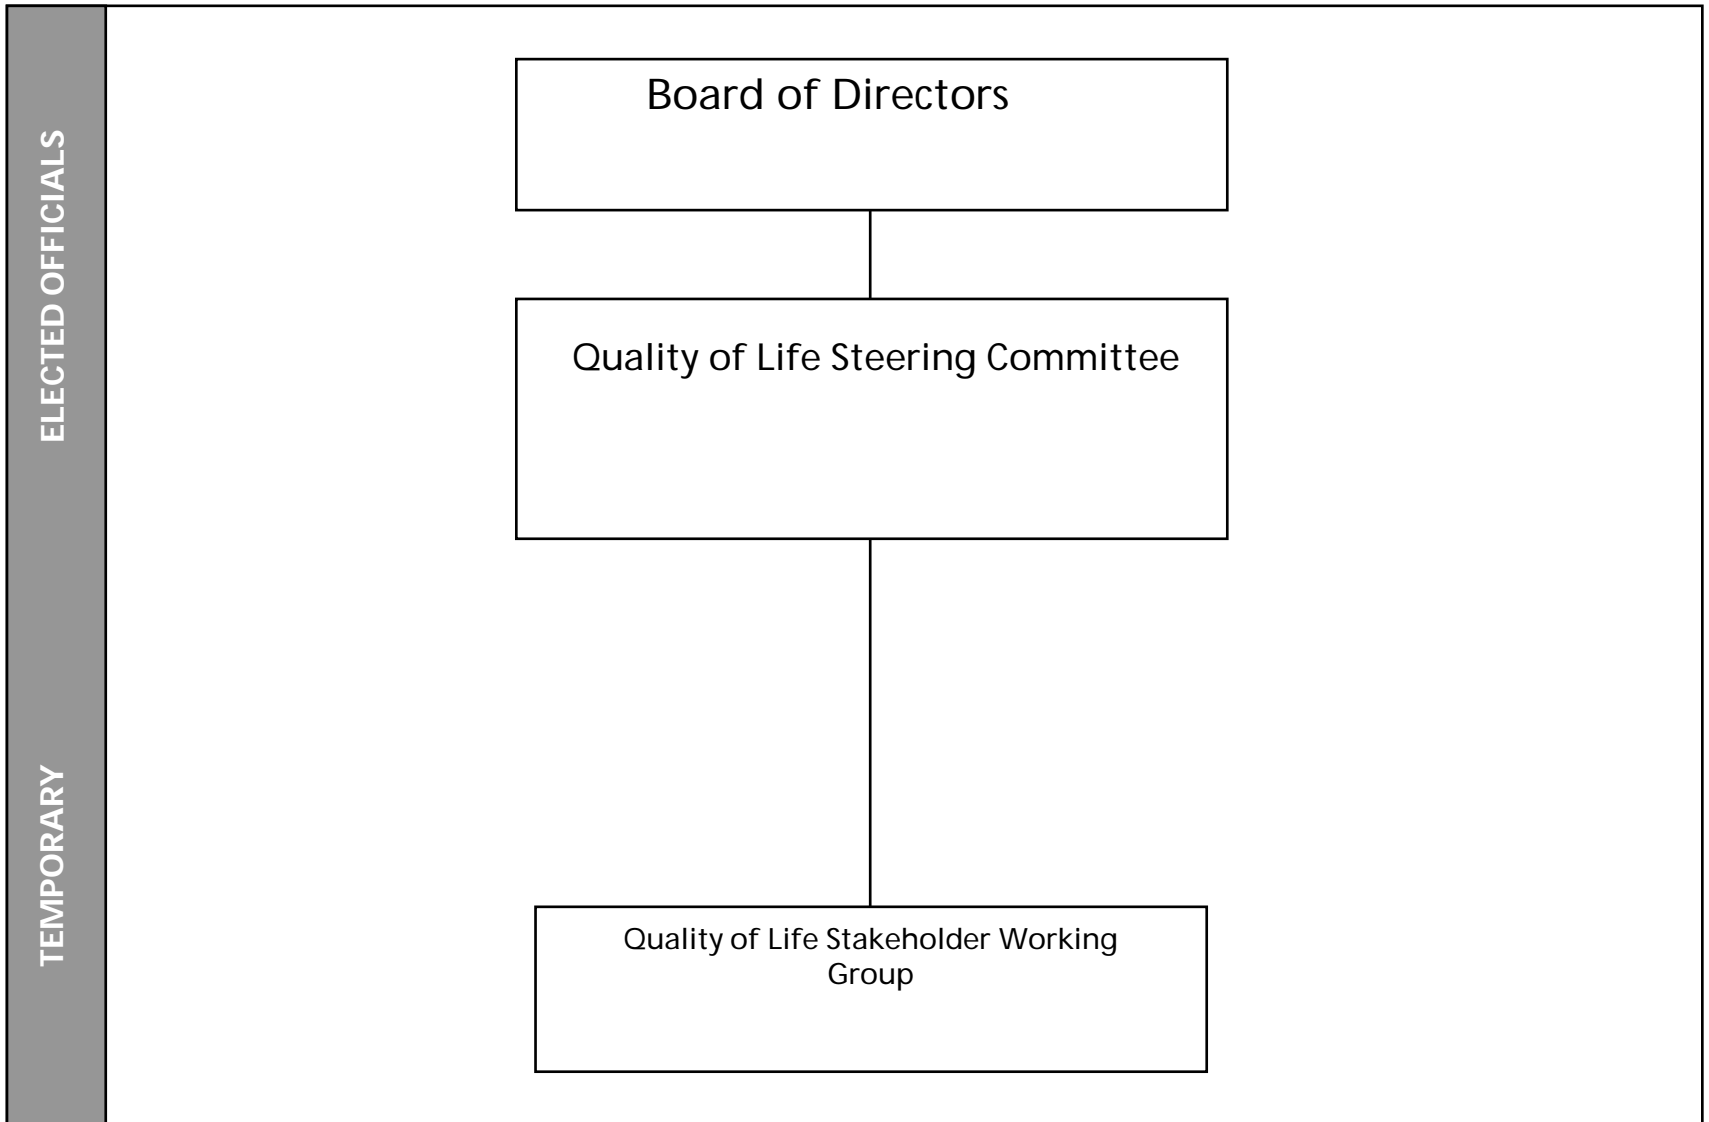 ELECTED OFFICIALS
Board of Directors
Quality of Life Steering Committee
TEMPORARY
Quality of Life Stakeholder Working
Group